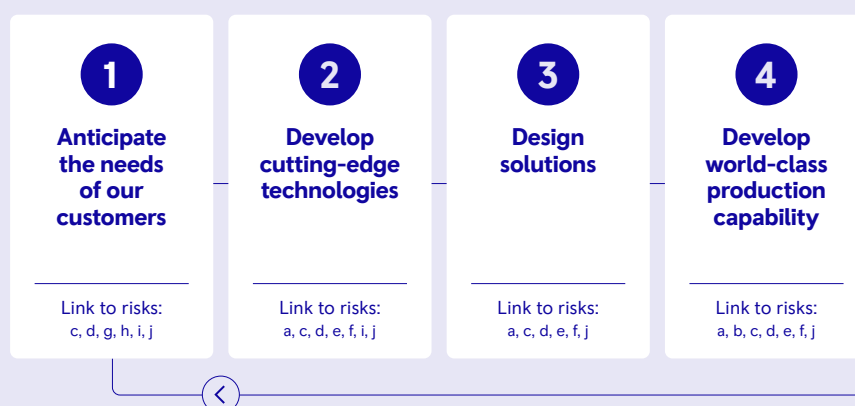 1
Anticipate
the needs
of our
customers
Link to risks:
c, d, g, h, i, j
2
Develop
cutting-edge
technologies
Link to risks:
a, c, d, e, f, i, j
3
Design
solutions
Link to risks:
a, c, d, e, f, j
4
Develop
world-class
production
capability
Link to risks:
a, b, c, d, e, f, j